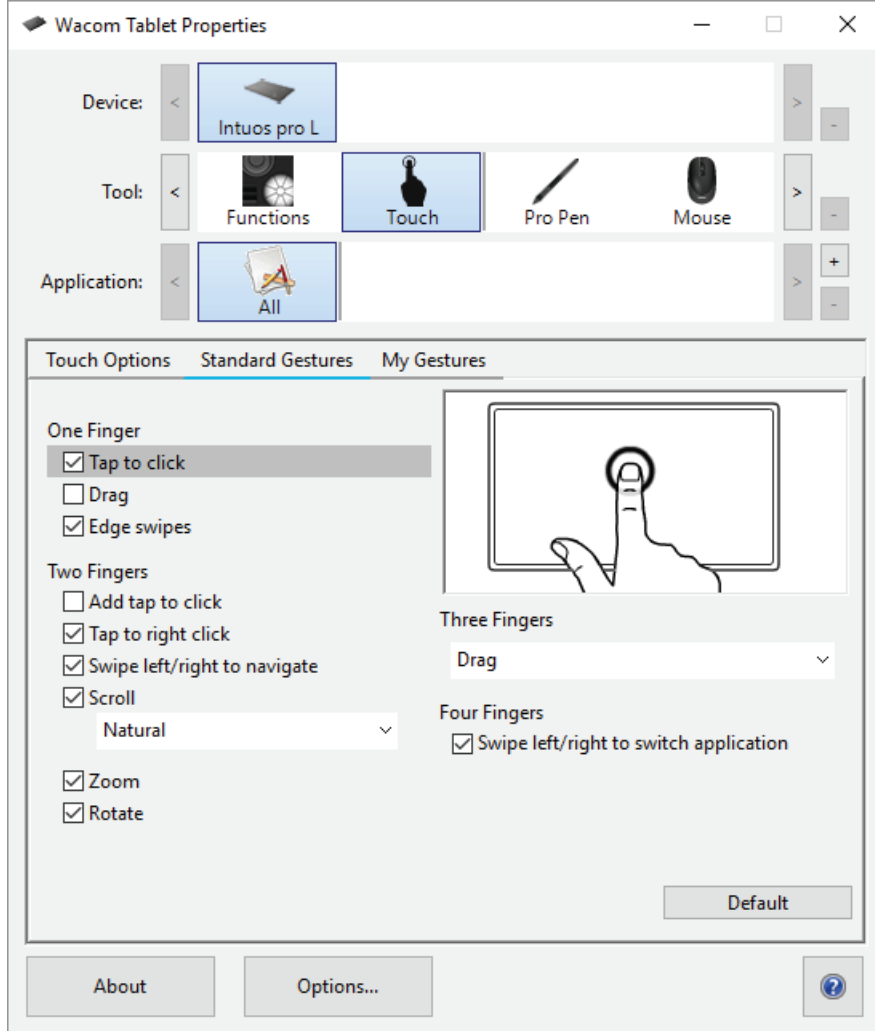 Wacom Tablet Properties
Device:
<
Intuos pro L
>
-
Tool:
<
Functions
Touch
Pro Pen
Mouse
>
-
Application:
<
All
>
+
-
Touch Options
Standard Gestures
My Gestures
One Finger
Tap to click
Drag
Edge swipes
Two Fingers
Add tap to click
Tap to right click
Swipe left/right to navigate
Scroll
Natural
Zoom
Rotate
Three Fingers
Drag
Four Fingers
Swipe left/right to switch application
Default
About
Options...
?